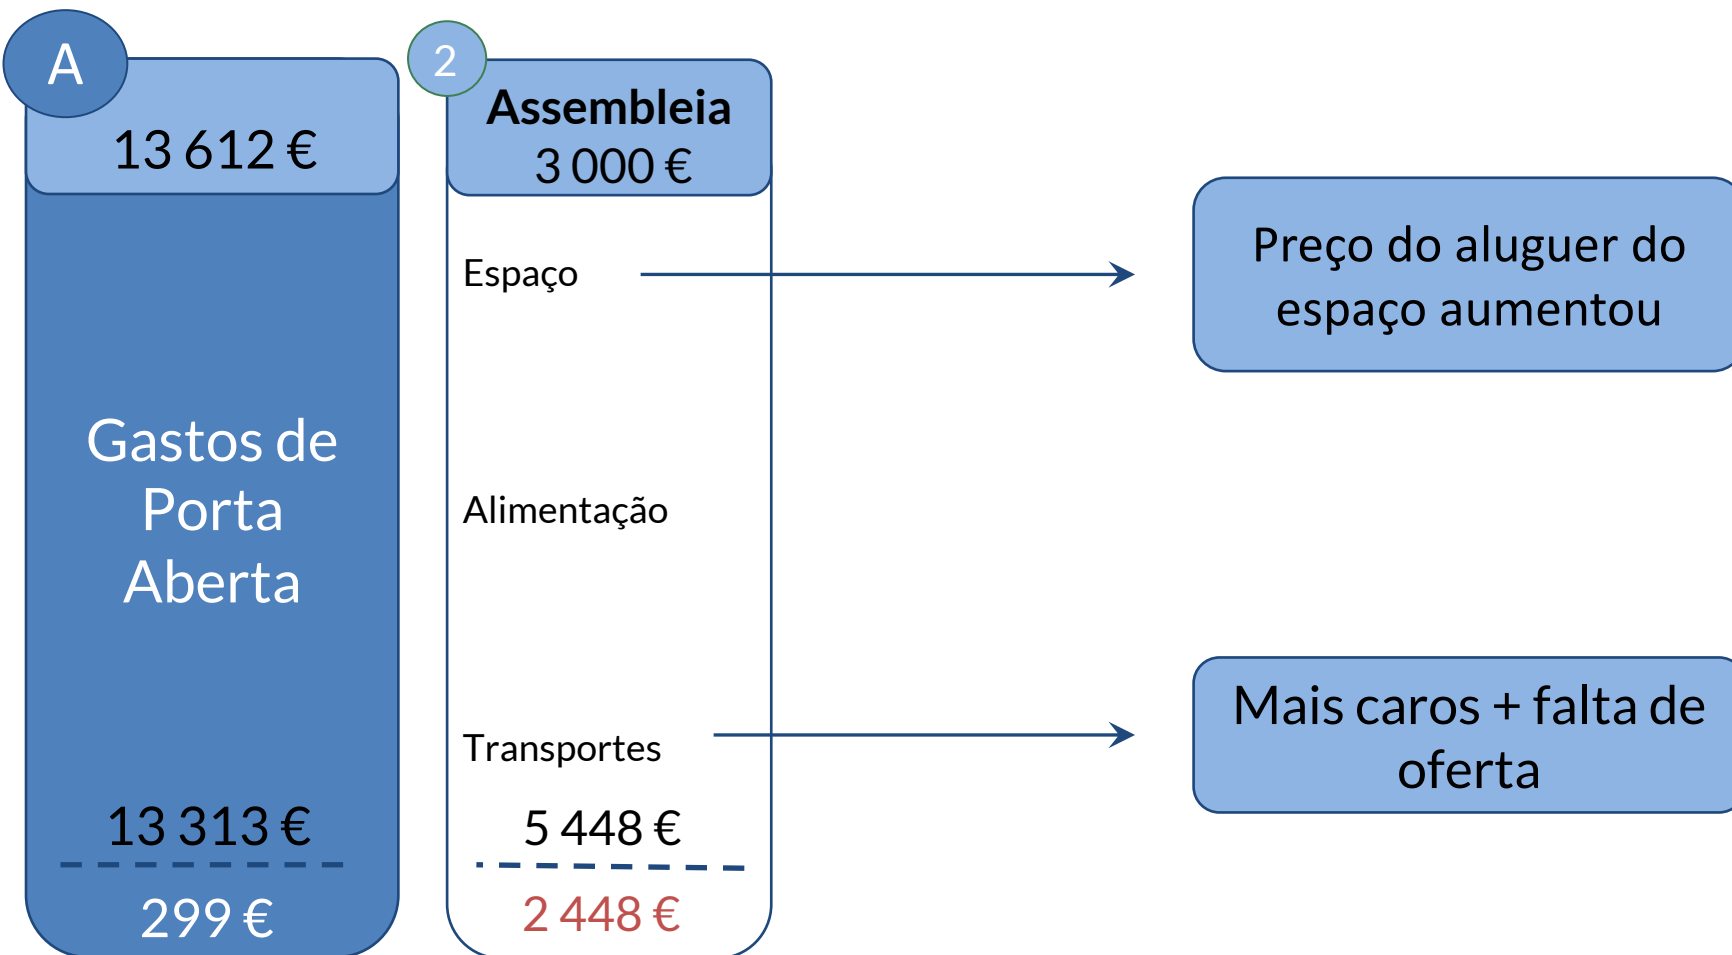 A
13 612 €
Gastos de
Porta
Aberta
13 313 €
299 €
2
Assembleia
3 000 €
Espaço
Alimentação
Transportes
5 448 €
2 448 €
Preço do aluguer do
espaço aumentou
Mais caros + falta de
oferta